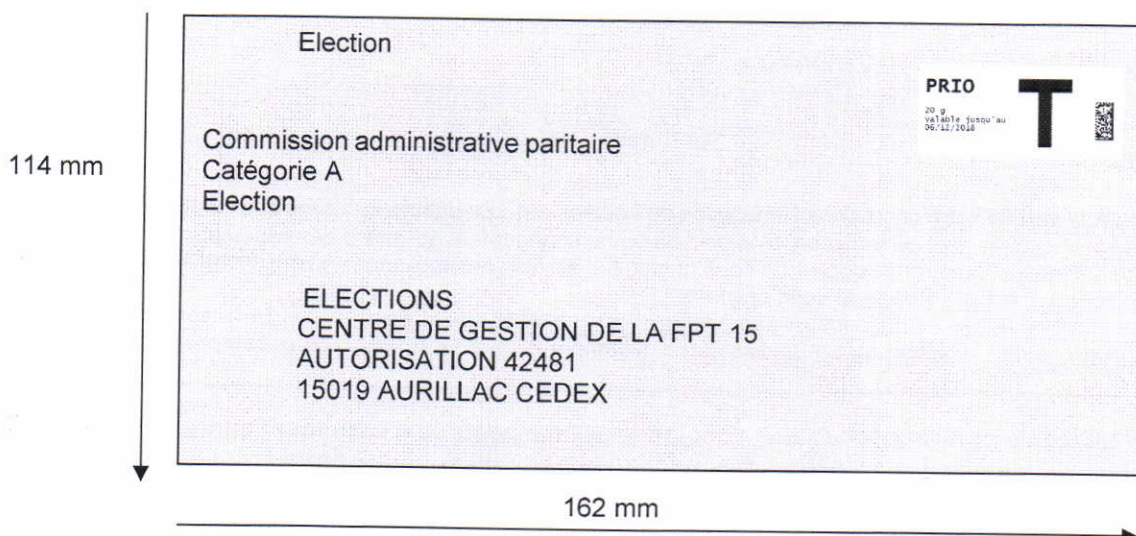 Election
PRIO
T
20 g
valable jusqu'au
06/12/2018
Commission administrative paritaire
Catégorie A
Election
114 mm
ELECTIONS
CENTRE DE GESTION DE LA FPT 15
AUTORISATION 42481
15019 AURILLAC CEDEX
162 mm